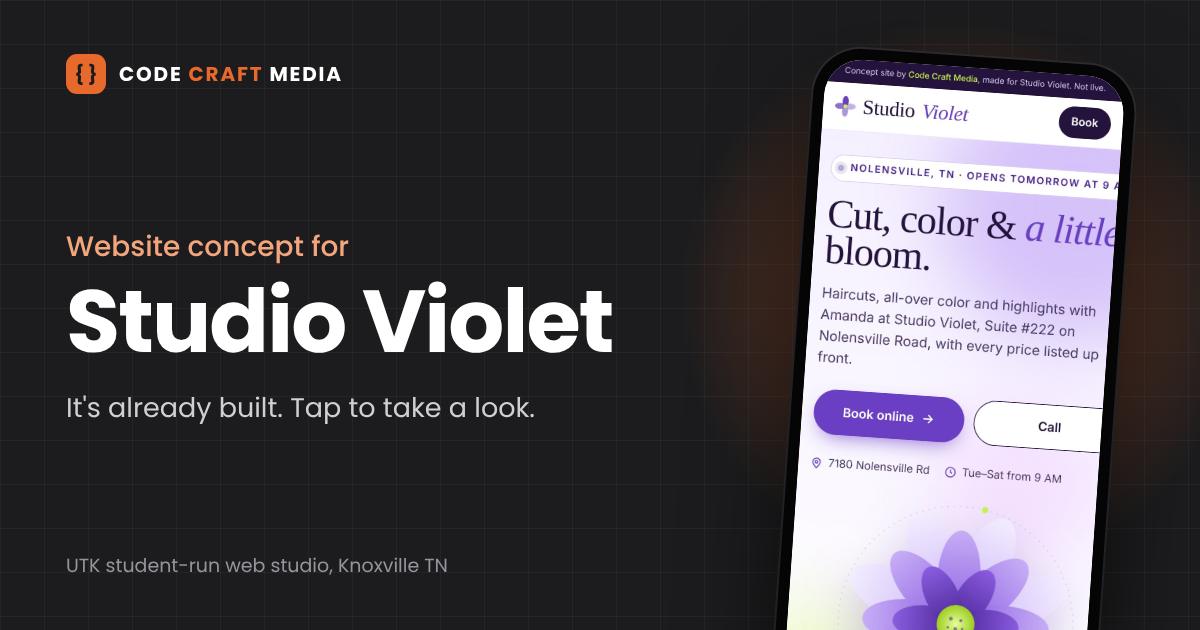 { } CODE CRAFT MEDIA
Website concept for
Studio Violet
It's already built. Tap to take a look.
UTK student-run web studio, Knoxville TN
Concept site by Code Craft Media, made for Studio Violet. Not live.
Studio Violet
Book
NOLENSVILLE, TN · OPENS TOMORROW AT 9 A
Cut, color & a little
bloom.
Haircuts, all-over color and highlights with
Amanda at Studio Violet, Suite #222 on
Nolensville Road, with every price listed up
front.
Book online →
Call
7180 Nolensville Rd
Tue–Sat from 9 AM